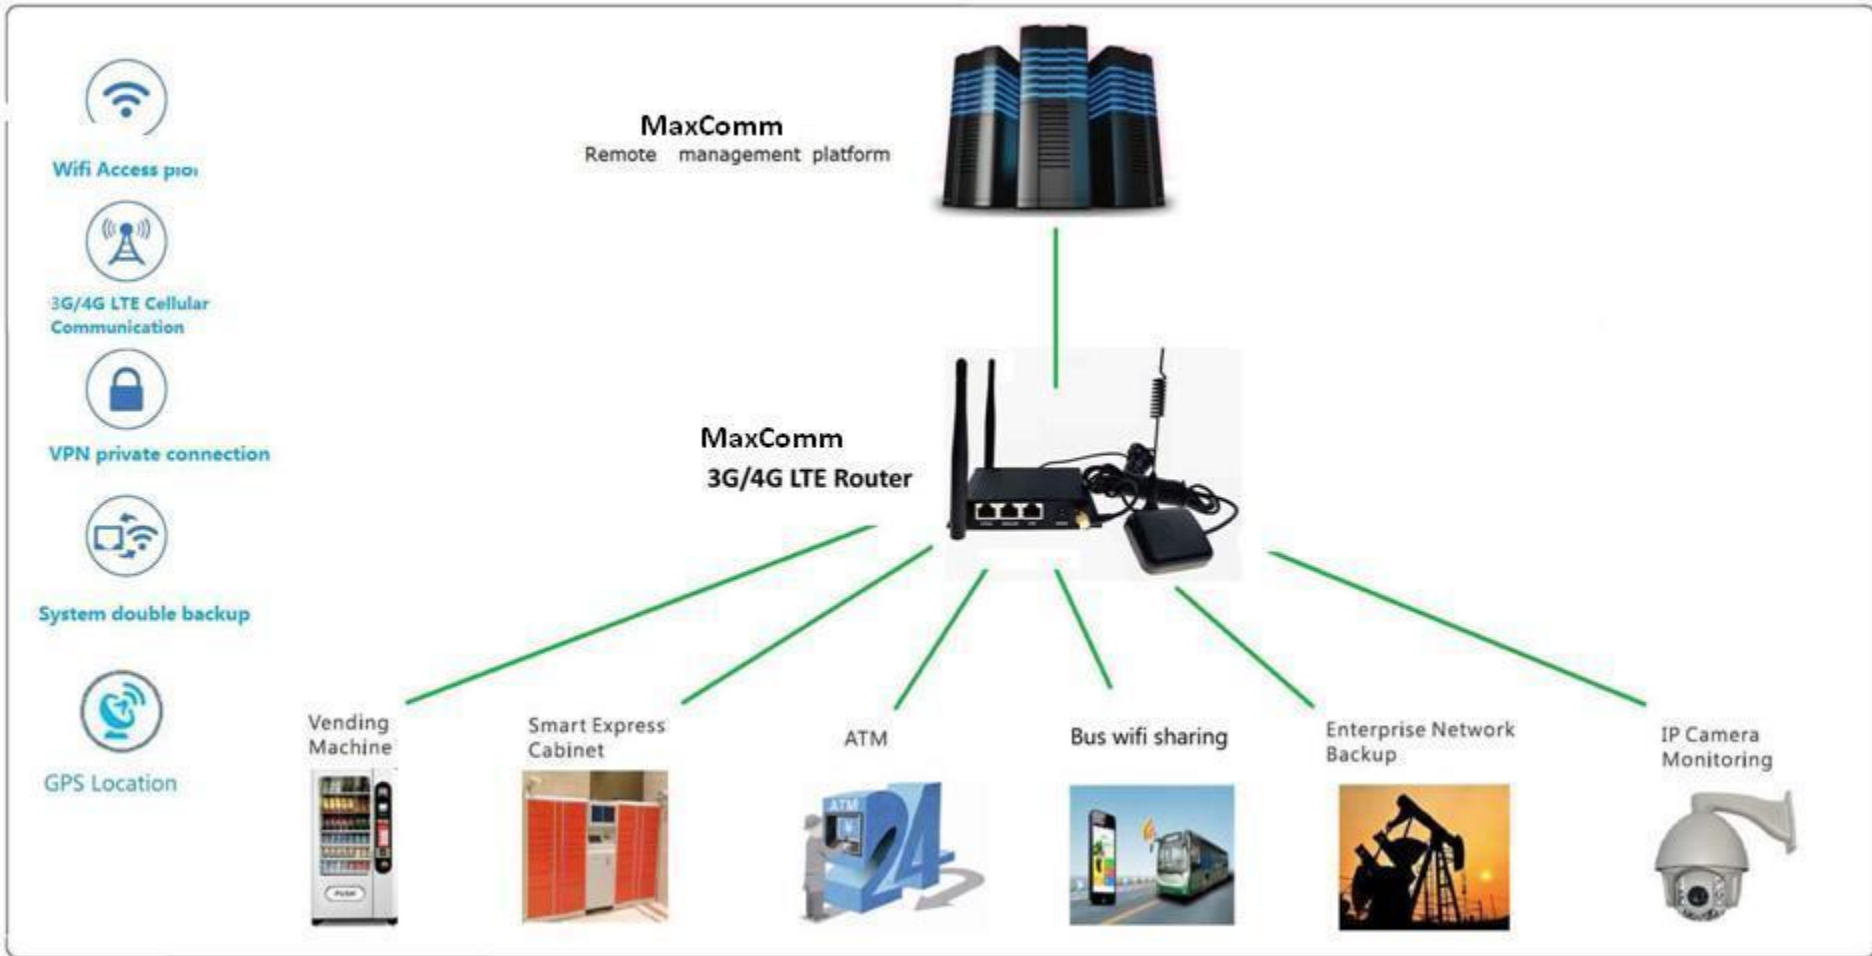 Wifi Access
3G/4G LTE Cellular
Communication
VPN private connection
System double backup
GPS Location
MaxComm
Remote management platform
MaxComm
3G/4G LTE Router
Vending
Machine
PUSH
Smart Express
Cabinet
ATM
ATM
24
Bus wifi sharing
Enterprise Network
Backup
IP Camera
Monitoring